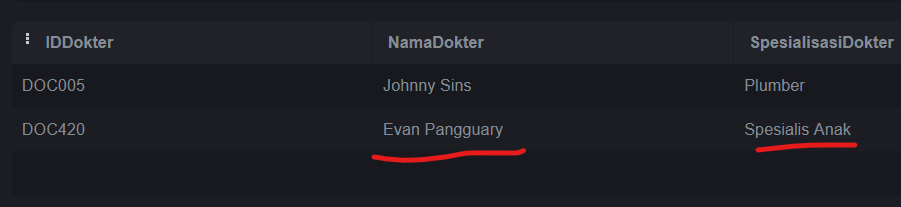 IDDokter NamaDokter SpesialisasiDokter
DOC005 Johnny Sins Plumber
DOC420 Evan Pangguary Spesialis Anak